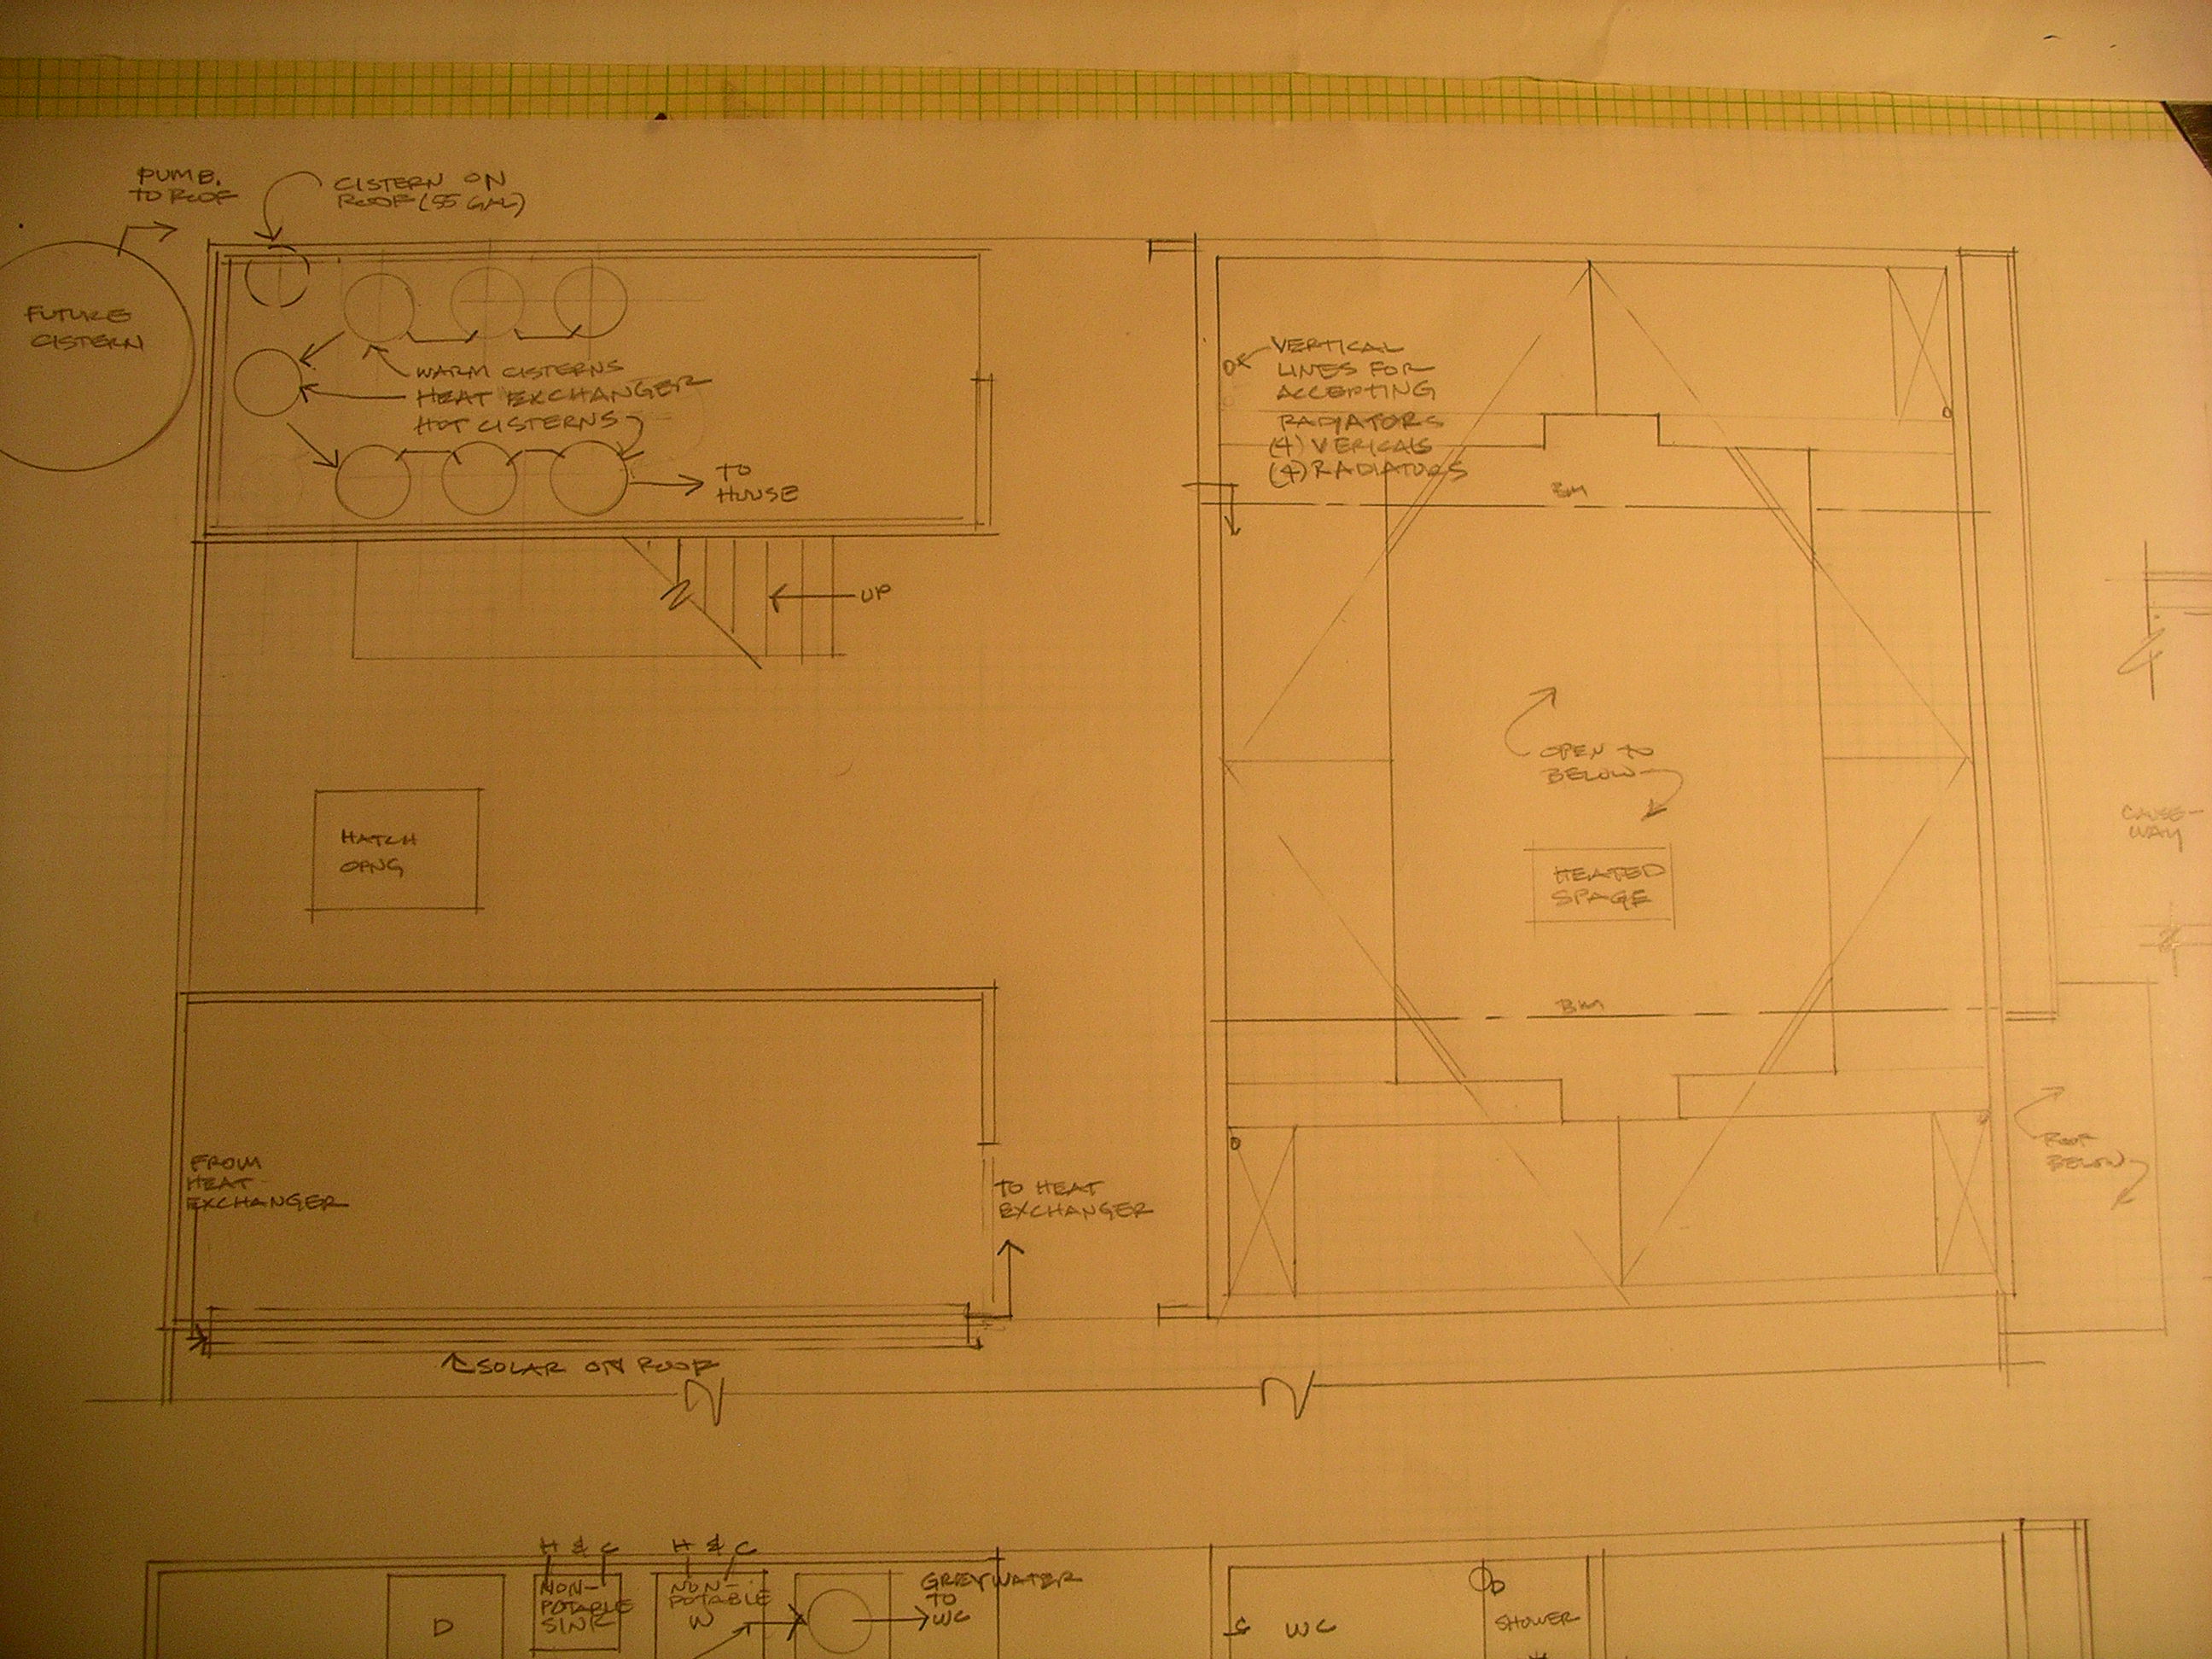 PUMB.
TO ROOF
CISTERN ON
ROOF (55 GAL)
FUTURE
CISTERN
WARM CISTERNS
HEAT EXCHANGER
HOT CISTERNS
TO
HOUSE
UP
HATCH
OPNG
FROM
HEAT
EXCHANGER
TO HEAT
EXCHANGER
SOLAR ON ROOF
VERTICAL
LINES FOR
ACCEPTING
RADIATORS
(4) VERICALS
(4) RADIATORS
BM
OPEN TO
BELOW
HEATED
SPAGE
BM
CAUSE-
WAY
ROOF
BELOW
H & C
H & C
D
NON-
POTABLE
SINK
NON-
POTABLE
W
GREYWATER
TO
WC
WC
SHOWER